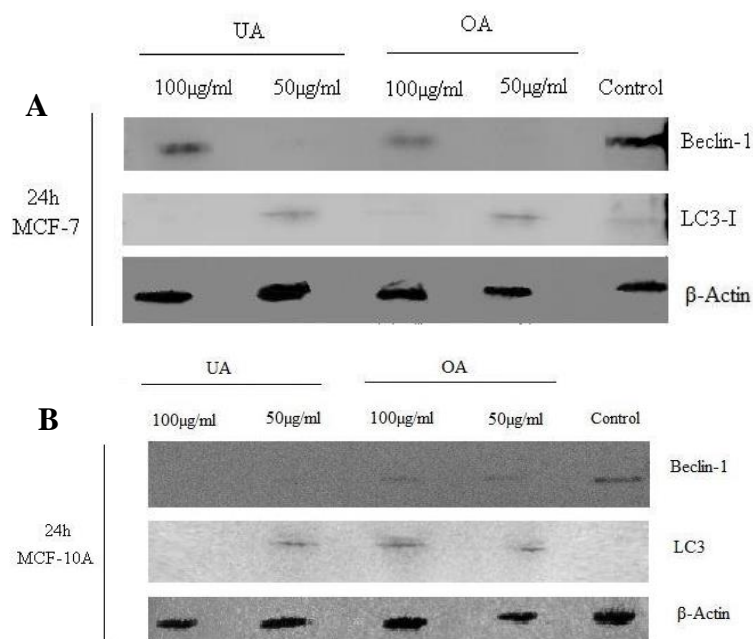 UA OA
100µg/ml 50µg/ml 100µg/ml 50µg/ml Control
A
Beclin-1
24h
MCF-7
LC3-I
β-Actin
UA OA
B
100µg/ml 50µg/ml 100µg/ml 50µg/ml Control
Beclin-1
24h
MCF-10A
LC3
β-Actin